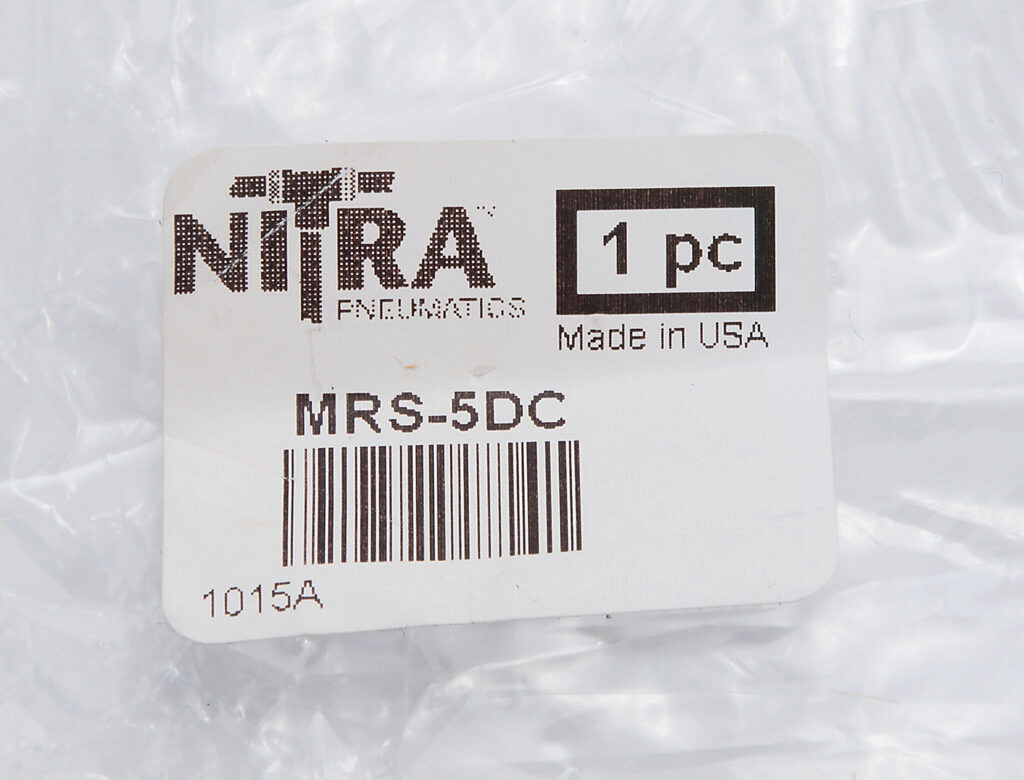 NITRA™
PNEUMATICS
1 pc
Made in USA
MRS-5DC
1015A